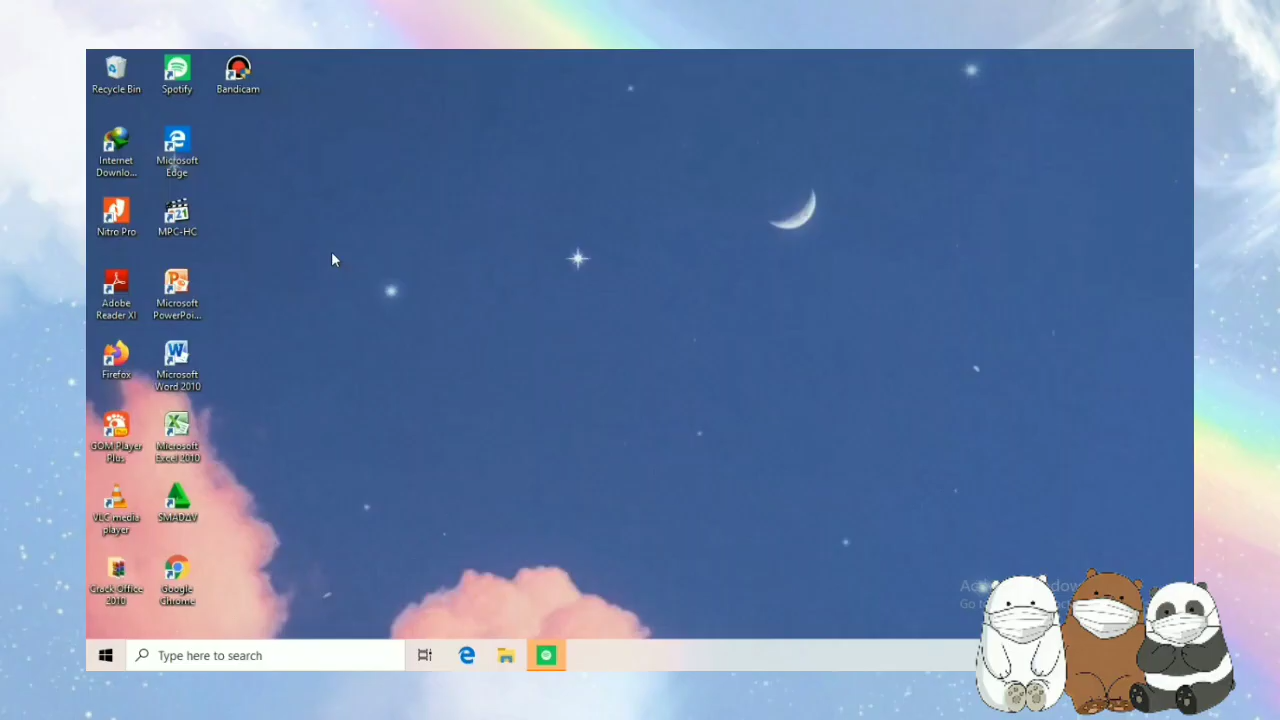 Recycle Bin
Spotify
Bandicam
Internet
Downlo...
Microsoft
Edge
Nitro Pro
MPC-HC
21
Adobe
Reader XI
Microsoft
PowerPoi...
Firefox
Microsoft
Word 2010
GOM Player
Plus
Microsoft
Excel 2010
VLC media
player
SMADΔV
Crack Office
2010
Google
Chrome
Type here to search